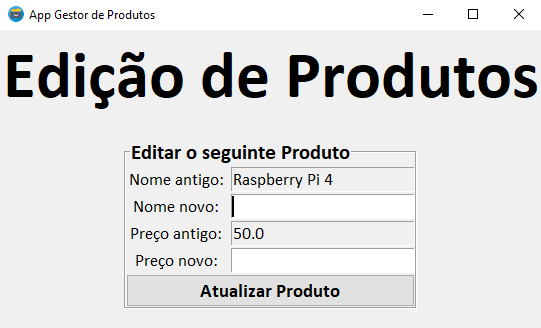 App Gestor de Produtos
Edição de Produtos
Editar o seguinte Produto
Nome antigo: Raspberry Pi 4
Nome novo:
Preço antigo: 50.0
Preço novo:
Atualizar Produto